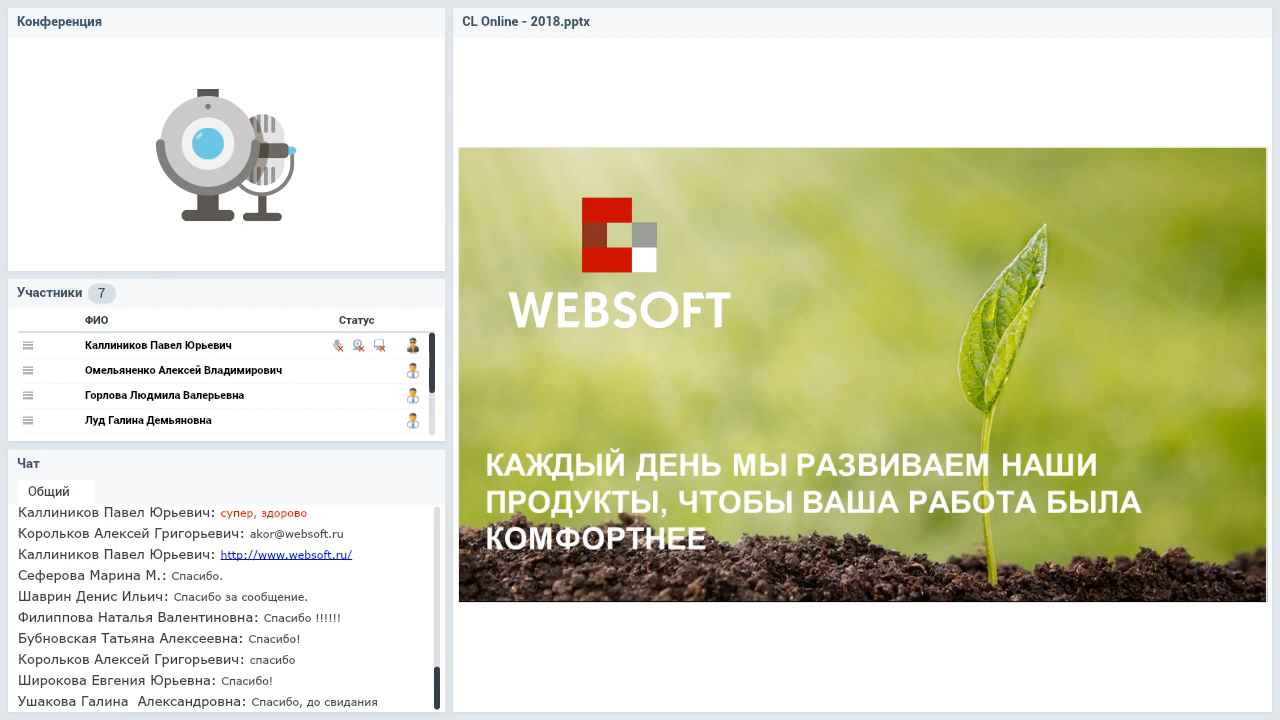 Конференция
Участники 7
ФИО Статус
Каллиников Павел Юрьевич
Омельяненко Алексей Владимирович
Горлова Людмила Валерьевна
Луд Галина Демьяновна
Чат
Общий
Каллиников Павел Юрьевич: супер, здорово
Корольков Алексей Григорьевич: akor@websoft.ru
Каллиников Павел Юрьевич: http://www.websoft.ru/
Сеферова Марина М.: Спасибо.
Шаврин Денис Ильич: Спасибо за сообщение.
Филиппова Наталья Валентиновна: Спасибо !!!!!!
Бубновская Татьяна Алексеевна: Спасибо!
Корольков Алексей Григорьевич: спасибо
Широкова Евгения Юрьевна: Спасибо!
Ушакова Галина  Александровна: Спасибо, до свидания
CL Online - 2018.pptx
WEBSOFT
КАЖДЫЙ ДЕНЬ МЫ РАЗВИВАЕМ НАШИ
ПРОДУКТЫ, ЧТОБЫ ВАША РАБОТА БЫЛА
КОМФОРТНЕЕ